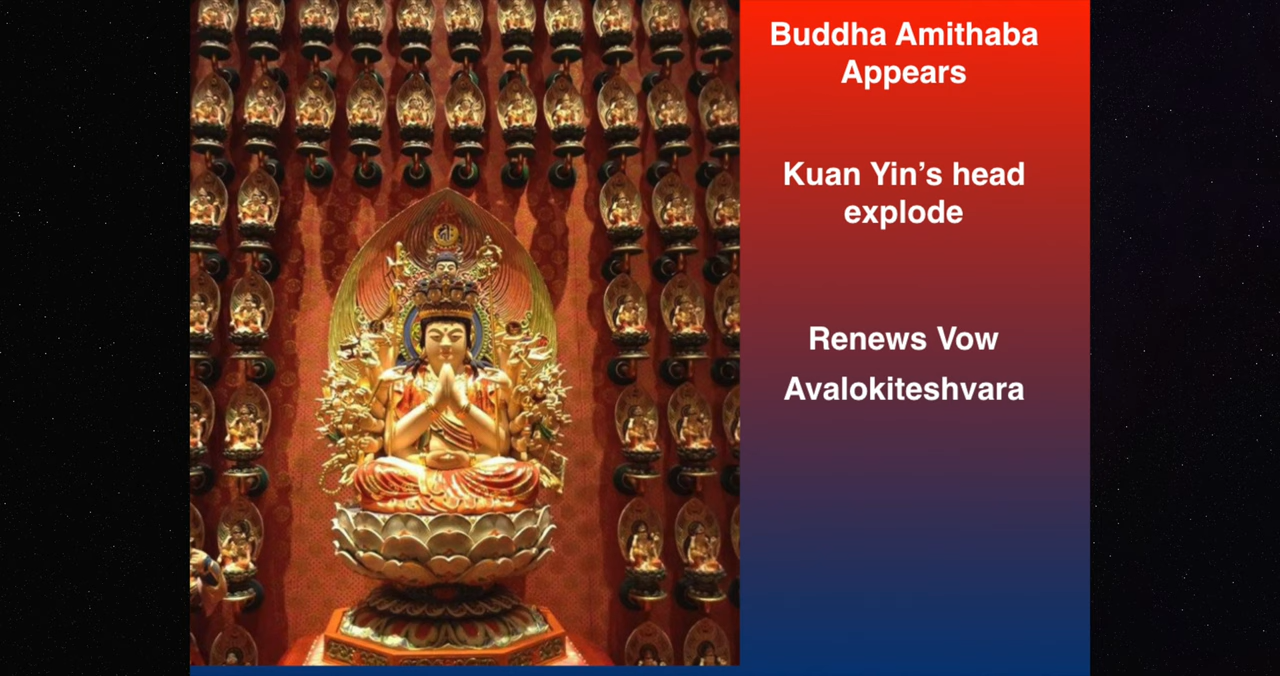 Buddha Amithaba
Appears
Kuan Yin’s head
explode
Renews Vow
Avalokiteshvara